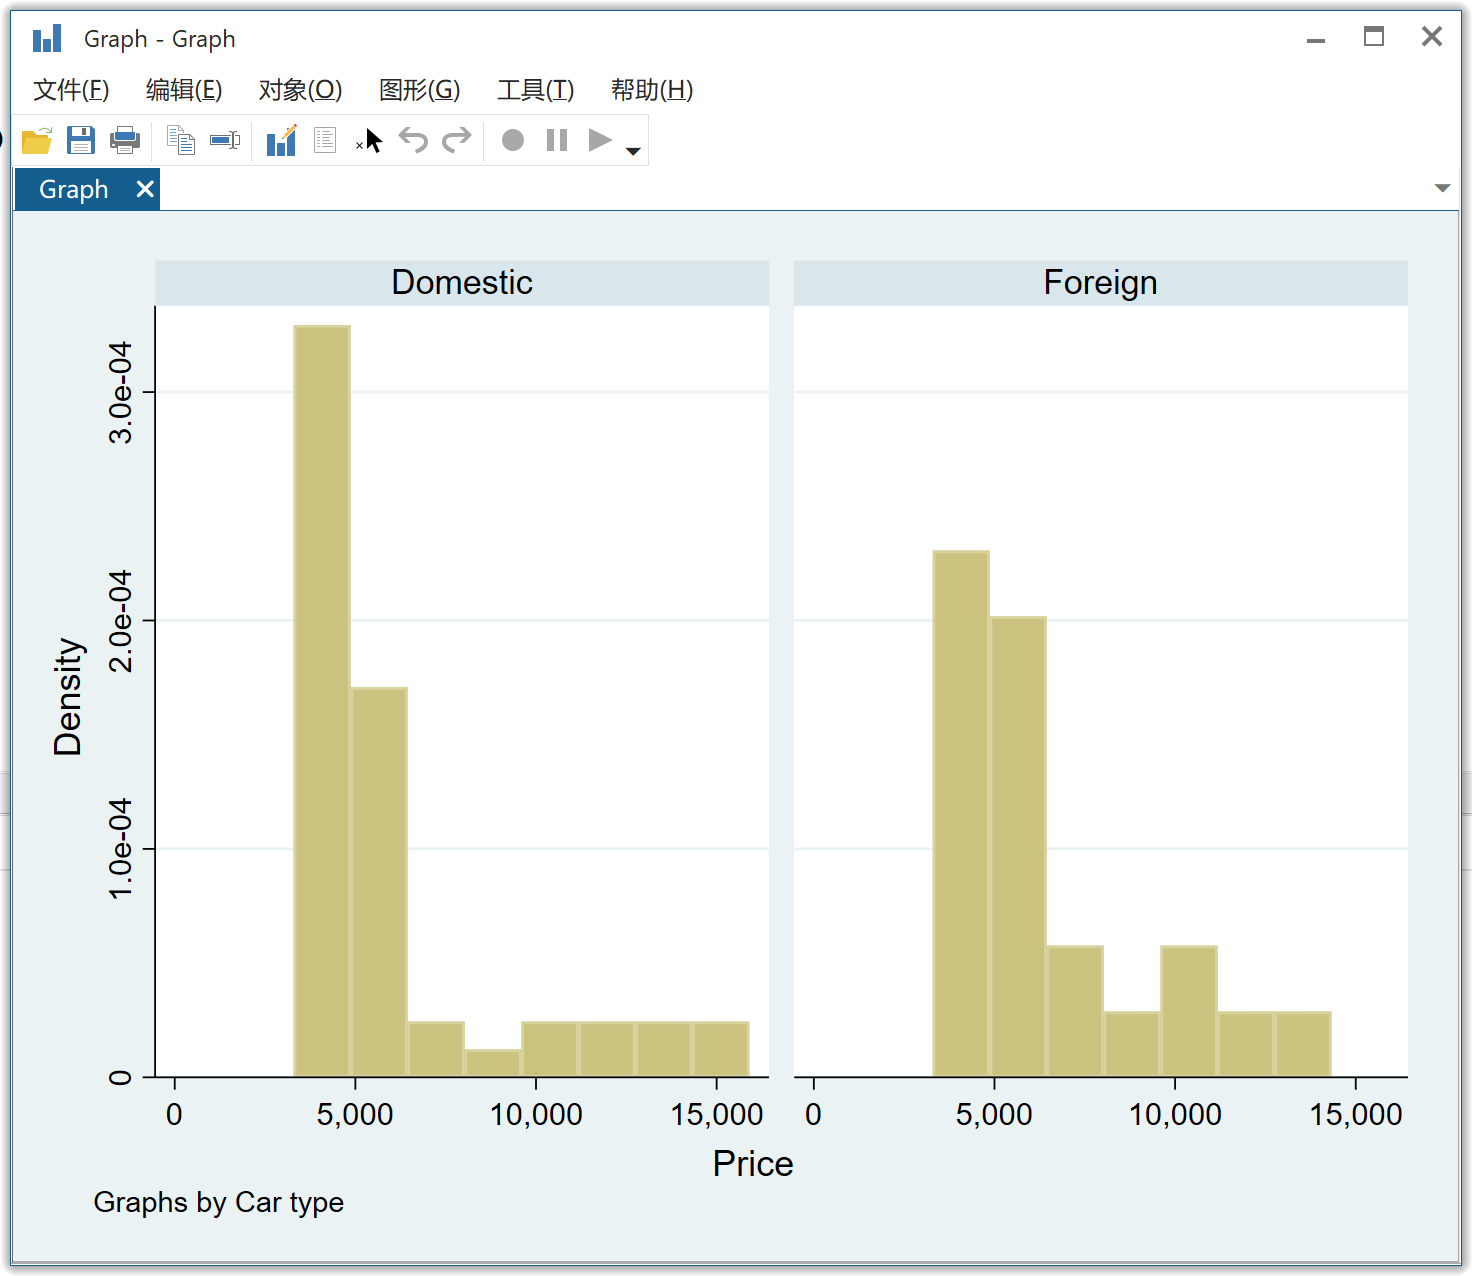 Graph - Graph
文件(F) 编辑(E) 对象(O) 图形(G) 工具(T) 帮助(H)
Graph
Domestic
Foreign
Density
3.0e-04
2.0e-04
1.0e-04
0
0 5,000 10,000 15,000
0 5,000 10,000 15,000
Price
Graphs by Car type